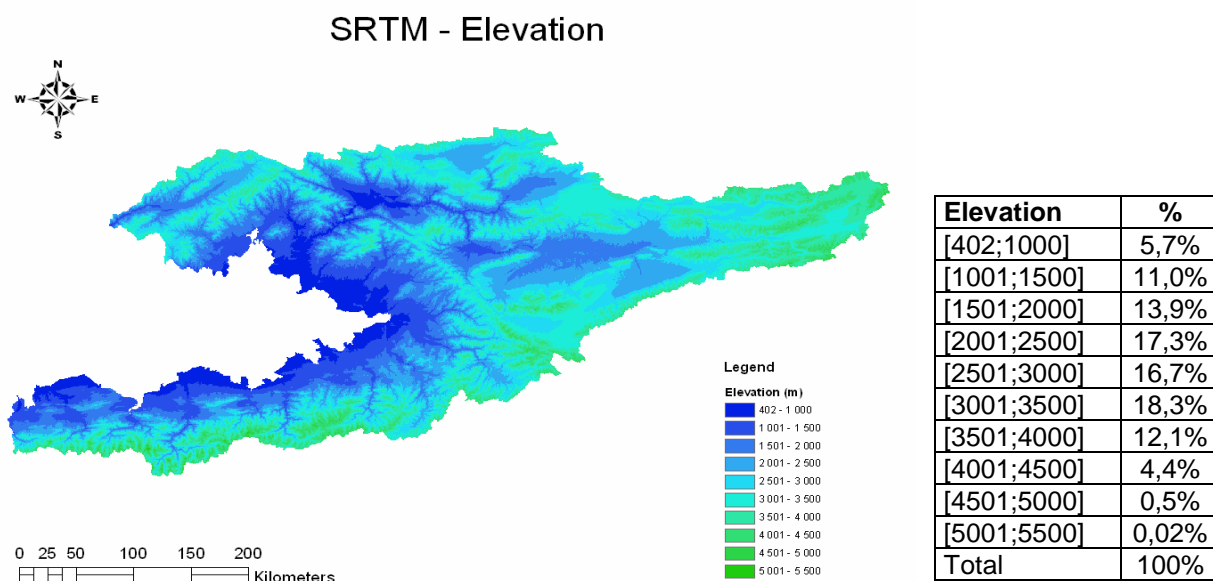 SRTM - Elevation
N
W E
S
Legend
Elevation (m)
402 - 1 000
1 001 - 1 500
1 501 - 2 000
2 001 - 2 500
2 501 - 3 000
3 001 - 3 500
3 501 - 4 000
4 001 - 4 500
4 501 - 5 000
5 001 - 5 500
0 25 50 100 150 200
Kilometers
Elevation %
[402;1000] 5,7%
[1001;1500] 11,0%
[1501;2000] 13,9%
[2001;2500] 17,3%
[2501;3000] 16,7%
[3001;3500] 18,3%
[3501;4000] 12,1%
[4001;4500] 4,4%
[4501;5000] 0,5%
[5001;5500] 0,02%
Total 100%